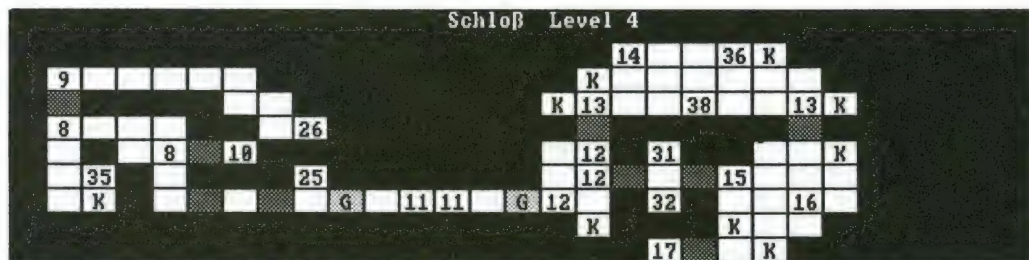 Schloß Level 4
14 36 K
9 K
K 13 38 13 K
8 26
8 10 12 31 K
35 25 12 15
K G 11 11 G 12 32 16
K K
17 K